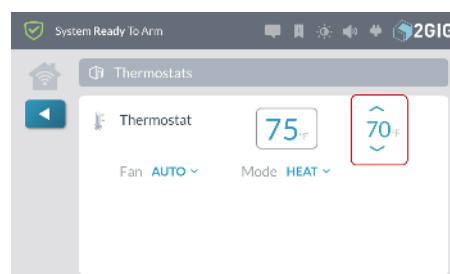 System Ready To Arm
2GIG
Thermostats
Thermostat
75°F
70°F
Fan AUTO
Mode HEAT